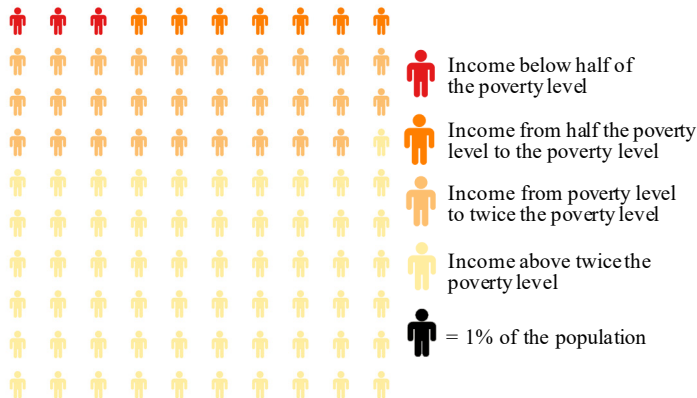 Income below half of
the poverty level
Income from half the poverty
level to the poverty level
Income from poverty level
to twice the poverty level
Income above twice the
poverty level
= 1% of the population